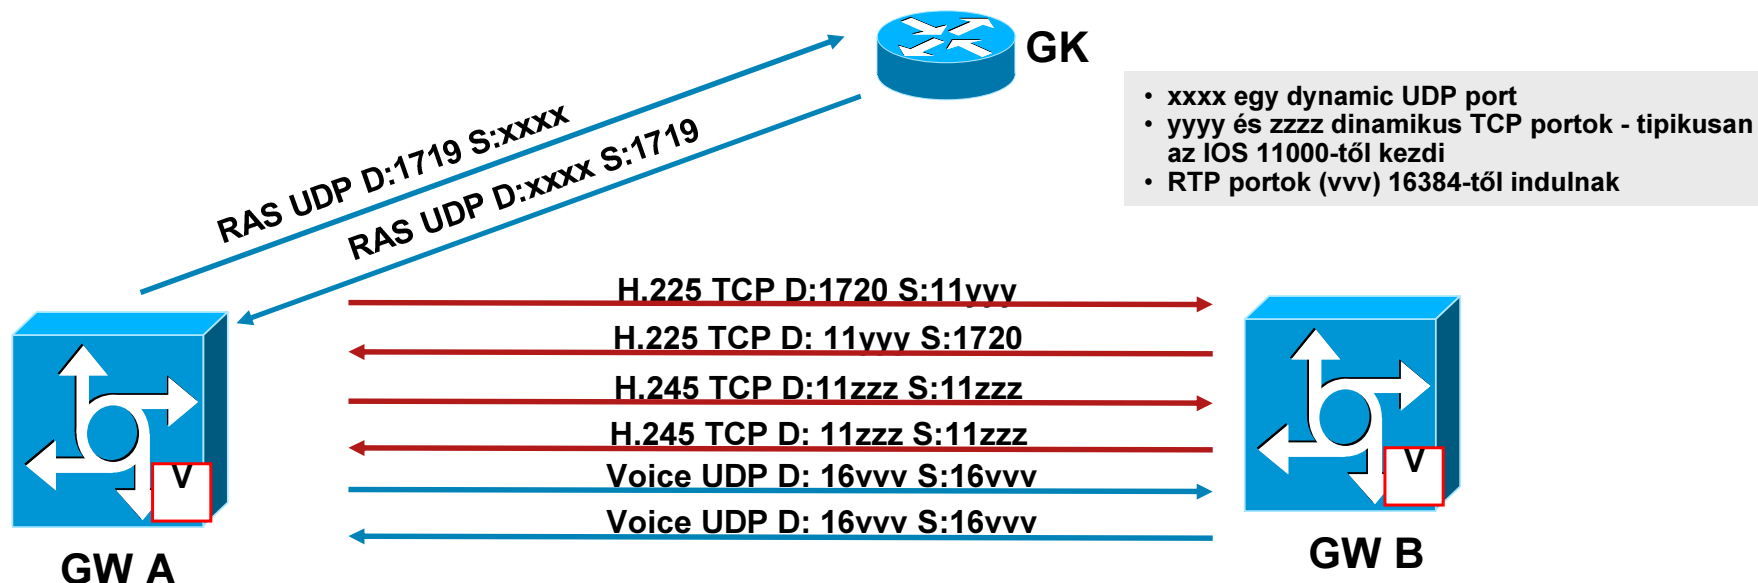 GK
• xxxx egy dynamic UDP port
• yyyy és zzzz dinamikus TCP portok - tipikusan
az IOS 11000-től kezdi
• RTP portok (vvv) 16384-től indulnak
RAS UDP D:1719 S:xxxx
RAS UDP D:xxxx S:1719
H.225 TCP D:1720 S:11yyy
H.225 TCP D: 11yyy S:1720
H.245 TCP D:11zzz S:11zzz
H.245 TCP D: 11zzz S:11zzz
Voice UDP D: 16vvv S:16vvv
Voice UDP D: 16vvv S:16vvv
V
V
GW A
GW B